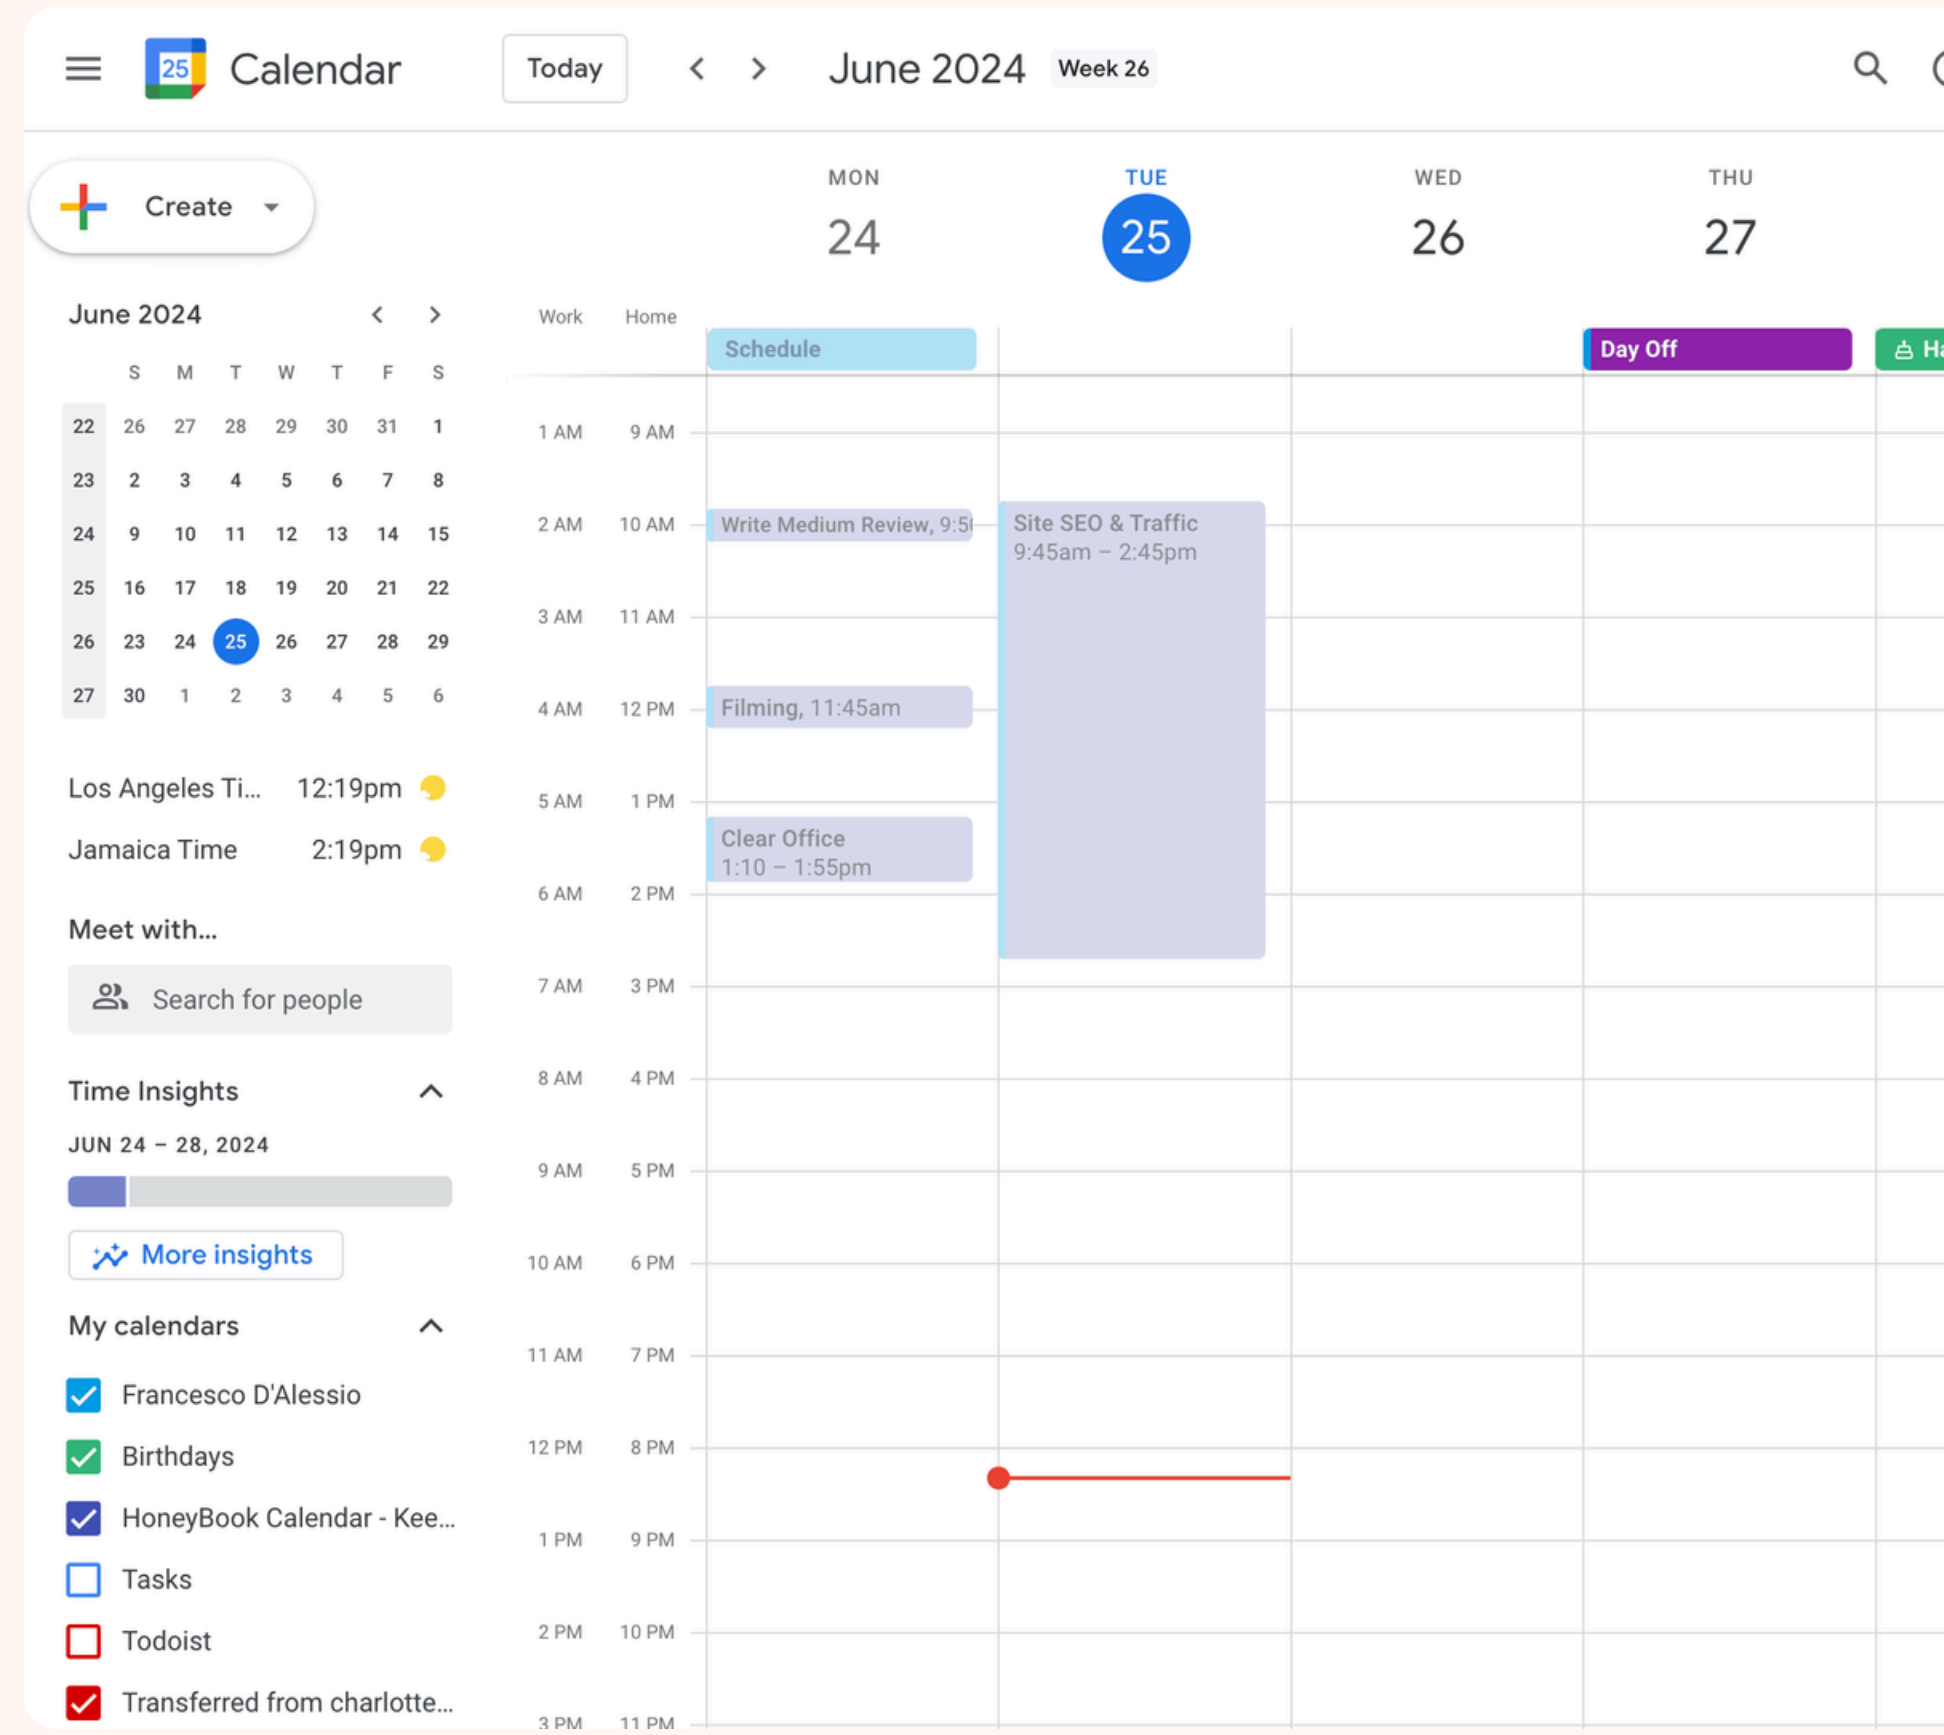 25 Calendar Today June 2024 Week 26
Create
MON TUE WED THU
24 25 26 27
June 2024
Work Home
Schedule
Day Off
Ha
S M T W T F S
22 26 27 28 29 30 31 1
23 2 3 4 5 6 7 8
24 9 10 11 12 13 14 15
25 16 17 18 19 20 21 22
26 23 24 25 26 27 28 29
27 30 1 2 3 4 5 6
Los Angeles Ti... 12:19pm
Jamaica Time 2:19pm
Meet with...
Search for people
Time Insights
JUN 24 – 28, 2024
More insights
My calendars
Francesco D'Alessio
Birthdays
HoneyBook Calendar - Kee...
Tasks
Todoist
Transferred from charlotte...
1 AM 9 AM
2 AM 10 AM
3 AM 11 AM
4 AM 12 PM
5 AM 1 PM
6 AM 2 PM
7 AM 3 PM
8 AM 4 PM
9 AM 5 PM
10 AM 6 PM
11 AM 7 PM
12 PM 8 PM
1 PM 9 PM
2 PM 10 PM
3 PM 11 PM
Write Medium Review, 9:50
Filming, 11:45am
Clear Office
1:10 – 1:55pm
Site SEO & Traffic
9:45am – 2:45pm